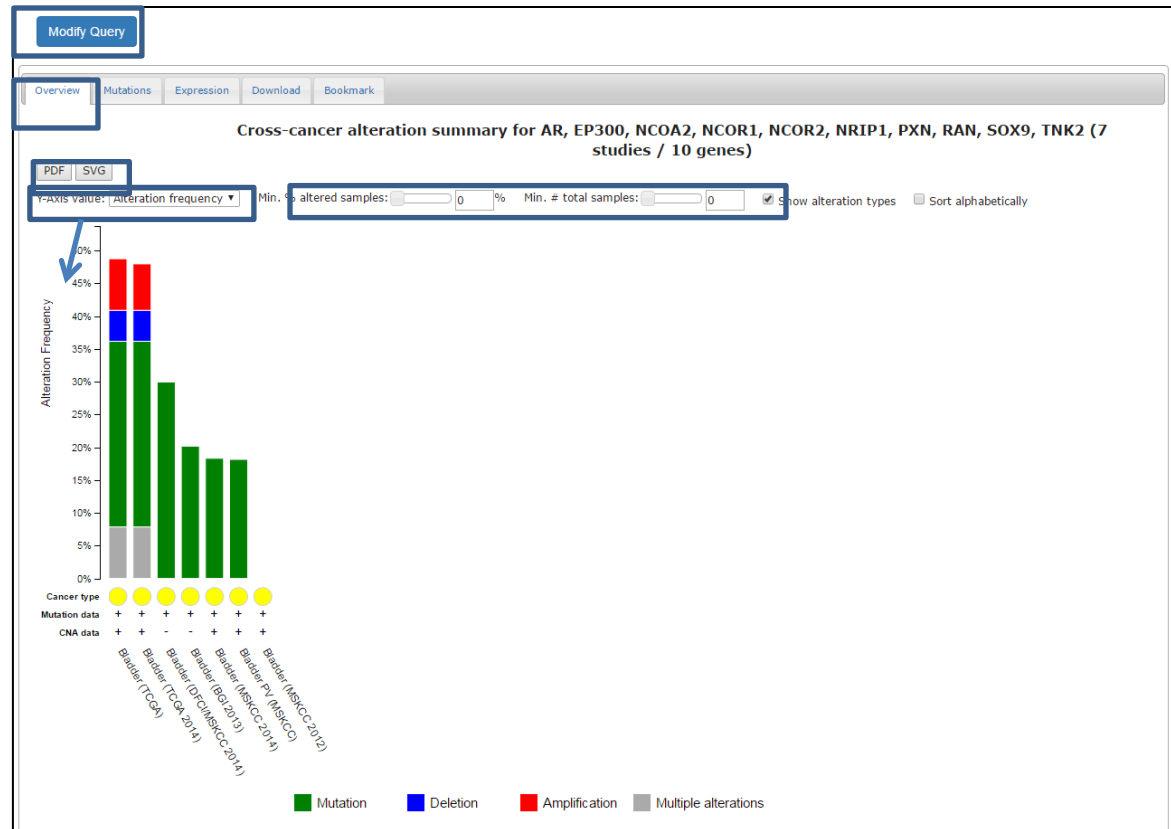 Modify Query
Overview Mutations Expression Download Bookmark
Cross-cancer alteration summary for AR, EP300, NCOA2, NCOR1, NCOR2, NRIP1, PXN, RAN, SOX9, TNK2 (7
studies / 10 genes)
PDF SVG
Y-Axis value: Alteration frequency Min. % altered samples: 0 % Min. # total samples: 0 Show alteration types Sort alphabetically
50%
45%
40%
35%
30%
25%
20%
15%
10%
5%
0%
Alteration Frequency
Cancer type
Mutation data + + + + + + +
CNA data + + - - + + +
Bladder (TCGA)
Bladder (TCGA 2014)
Bladder (DFCI/MSKCC 2014)
Bladder (BGI 2013)
Bladder (MSKCC 2014)
Bladder PV (MSKCC)
Bladder (MSKCC 2012)
Mutation Deletion Amplification Multiple alterations